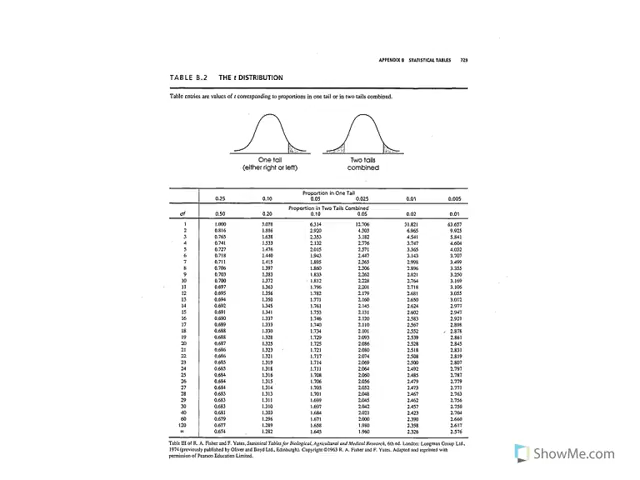 APPENDIX B STATISTICAL TABLES 729
TABLE B.2 THE t DISTRIBUTION
Table entries are values of t corresponding to proportions in one tail or in two tails combined.
One tail
(either right or left)
Two tails
combined
Proportion in One Tail
0.25 0.10 0.05 0.025 0.01 0.005
Proportion in Two Tails Combined
df 0.50 0.20 0.10 0.05 0.02 0.01
1 1.000 3.078 6.314 12.706 31.821 63.657
2 0.816 1.886 2.920 4.303 6.965 9.925
3 0.765 1.638 2.353 3.182 4.541 5.841
4 0.741 1.533 2.132 2.776 3.747 4.604
5 0.727 1.476 2.015 2.571 3.365 4.032
6 0.718 1.440 1.943 2.447 3.143 3.707
7 0.711 1.415 1.895 2.365 2.998 3.499
8 0.706 1.397 1.860 2.306 2.896 3.355
9 0.703 1.383 1.833 2.262 2.821 3.250
10 0.700 1.372 1.812 2.228 2.764 3.169
11 0.697 1.363 1.796 2.201 2.718 3.106
12 0.695 1.356 1.782 2.179 2.681 3.055
13 0.694 1.350 1.771 2.160 2.650 3.012
14 0.692 1.345 1.761 2.145 2.624 2.977
15 0.691 1.341 1.753 2.131 2.602 2.947
16 0.690 1.337 1.746 2.120 2.583 2.921
17 0.689 1.333 1.740 2.110 2.567 2.898
18 0.688 1.330 1.734 2.101 2.552 2.878
19 0.688 1.328 1.729 2.093 2.539 2.861
20 0.687 1.325 1.725 2.086 2.528 2.845
21 0.686 1.323 1.721 2.080 2.518 2.831
22 0.686 1.321 1.717 2.074 2.508 2.819
23 0.685 1.319 1.714 2.069 2.500 2.807
24 0.685 1.318 1.711 2.064 2.492 2.797
25 0.684 1.316 1.708 2.060 2.485 2.787
26 0.684 1.315 1.706 2.056 2.479 2.779
27 0.684 1.314 1.703 2.052 2.473 2.771
28 0.683 1.313 1.701 2.048 2.467 2.763
29 0.683 1.311 1.699 2.045 2.462 2.756
30 0.683 1.310 1.697 2.042 2.457 2.750
40 0.681 1.303 1.684 2.021 2.423 2.704
60 0.679 1.296 1.671 2.000 2.390 2.660
120 0.677 1.289 1.658 1.980 2.358 2.617
∞ 0.674 1.282 1.645 1.960 2.326 2.576
Table III of R. A. Fisher and F. Yates, Statistical Tables for Biological, Agricultural and Medical Research, 6th ed. London: Longman Group Ltd.,
1974 (previously published by Oliver and Boyd Ltd., Edinburgh). Copyright ©1963 R. A. Fisher and F. Yates. Adapted and reprinted with
permission of Pearson Education Limited.
ShowMe.com